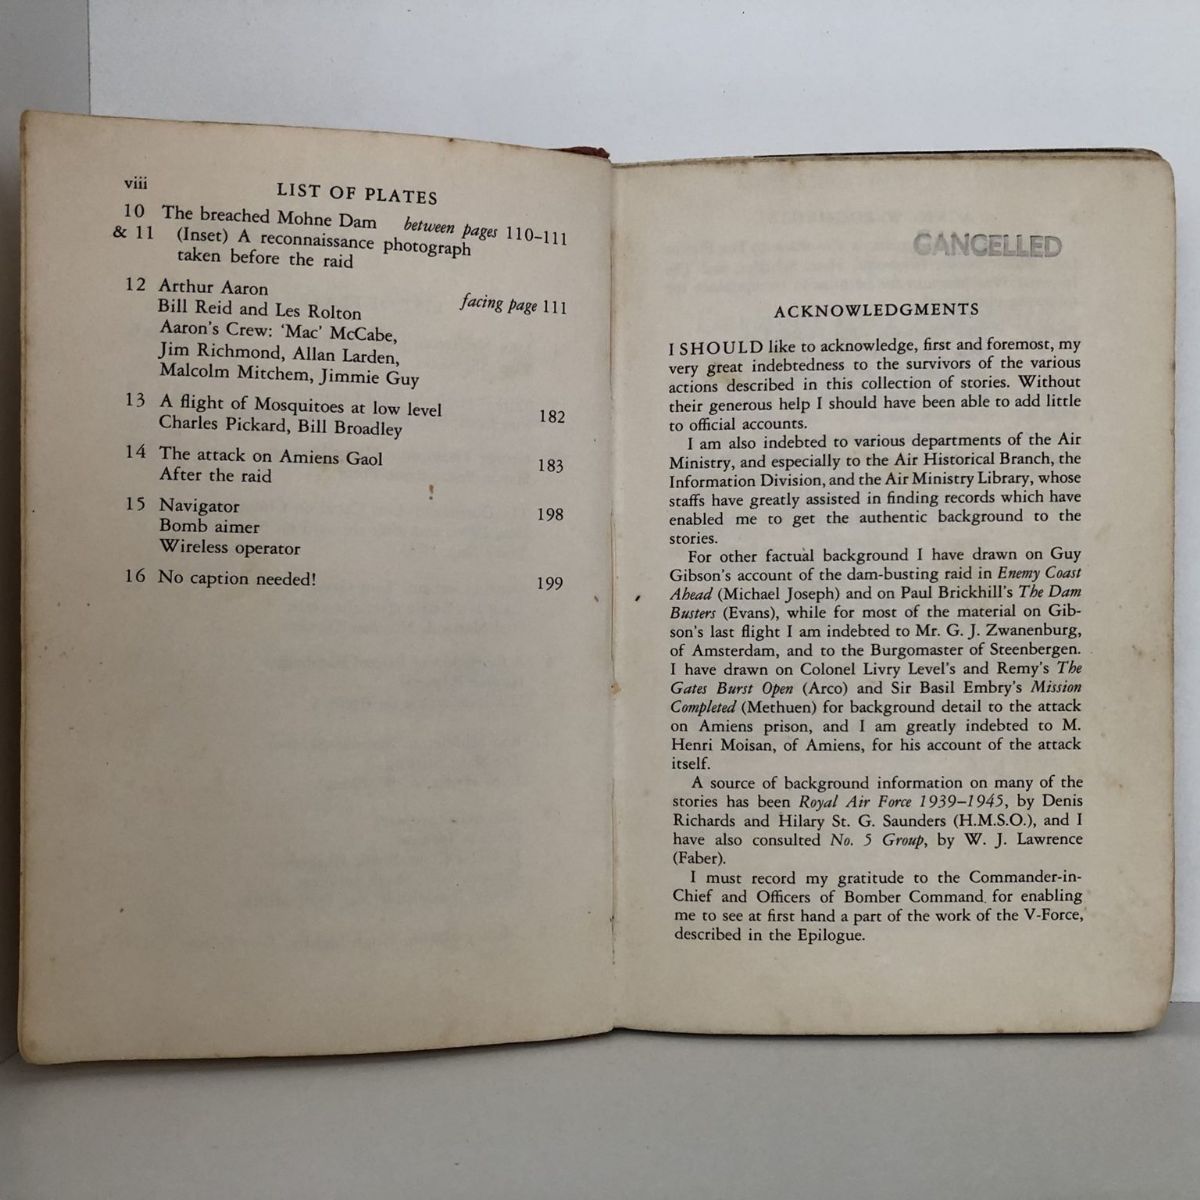 viii
LIST OF PLATES
10 The breached Mohne Dam between pages 110-111
& 11 (Inset) A reconnaissance photograph
taken before the raid
12 Arthur Aaron
Bill Reid and Les Rolton facing page 111
Aaron's Crew: 'Mac' McCabe,
Jim Richmond, Allan Larden,
Malcolm Mitchem, Jimmie Guy
13 A flight of Mosquitoes at low level 182
Charles Pickard, Bill Broadley
14 The attack on Amiens Gaol 183
After the raid
15 Navigator 198
Bomb aimer
Wireless operator
16 No caption needed! 199
CANCELLED
ACKNOWLEDGMENTS
I SHOULD like to acknowledge, first and foremost, my
very great indebtedness to the survivors of the various
actions described in this collection of stories. Without
their generous help I should have been able to add little
to official accounts.
I am also indebted to various departments of the Air
Ministry, and especially to the Air Historical Branch, the
Information Division, and the Air Ministry Library, whose
staffs have greatly assisted in finding records which have
enabled me to get the authentic background to the
stories.
For other factual background I have drawn on Guy
Gibson's account of the dam-busting raid in Enemy Coast
Ahead (Michael Joseph) and on Paul Brickhill's The Dam
Busters (Evans), while for most of the material on Gib-
son's last flight I am indebted to Mr. G. J. Zwanenburg,
of Amsterdam, and to the Burgomaster of Steenbergen.
I have drawn on Colonel Livry Level's and Remy's The
Gates Burst Open (Arco) and Sir Basil Embry's Mission
Completed (Methuen) for background detail to the attack
on Amiens prison, and I am greatly indebted to M.
Henri Moisan, of Amiens, for his account of the attack
itself.
A source of background information on many of the
stories has been Royal Air Force 1939–1945, by Denis
Richards and Hilary St. G. Saunders (H.M.S.O.), and I
have also consulted No. 5 Group, by W. J. Lawrence
(Faber).
I must record my gratitude to the Commander-in-
Chief and Officers of Bomber Command for enabling
me to see at first hand a part of the work of the V-Force,
described in the Epilogue.